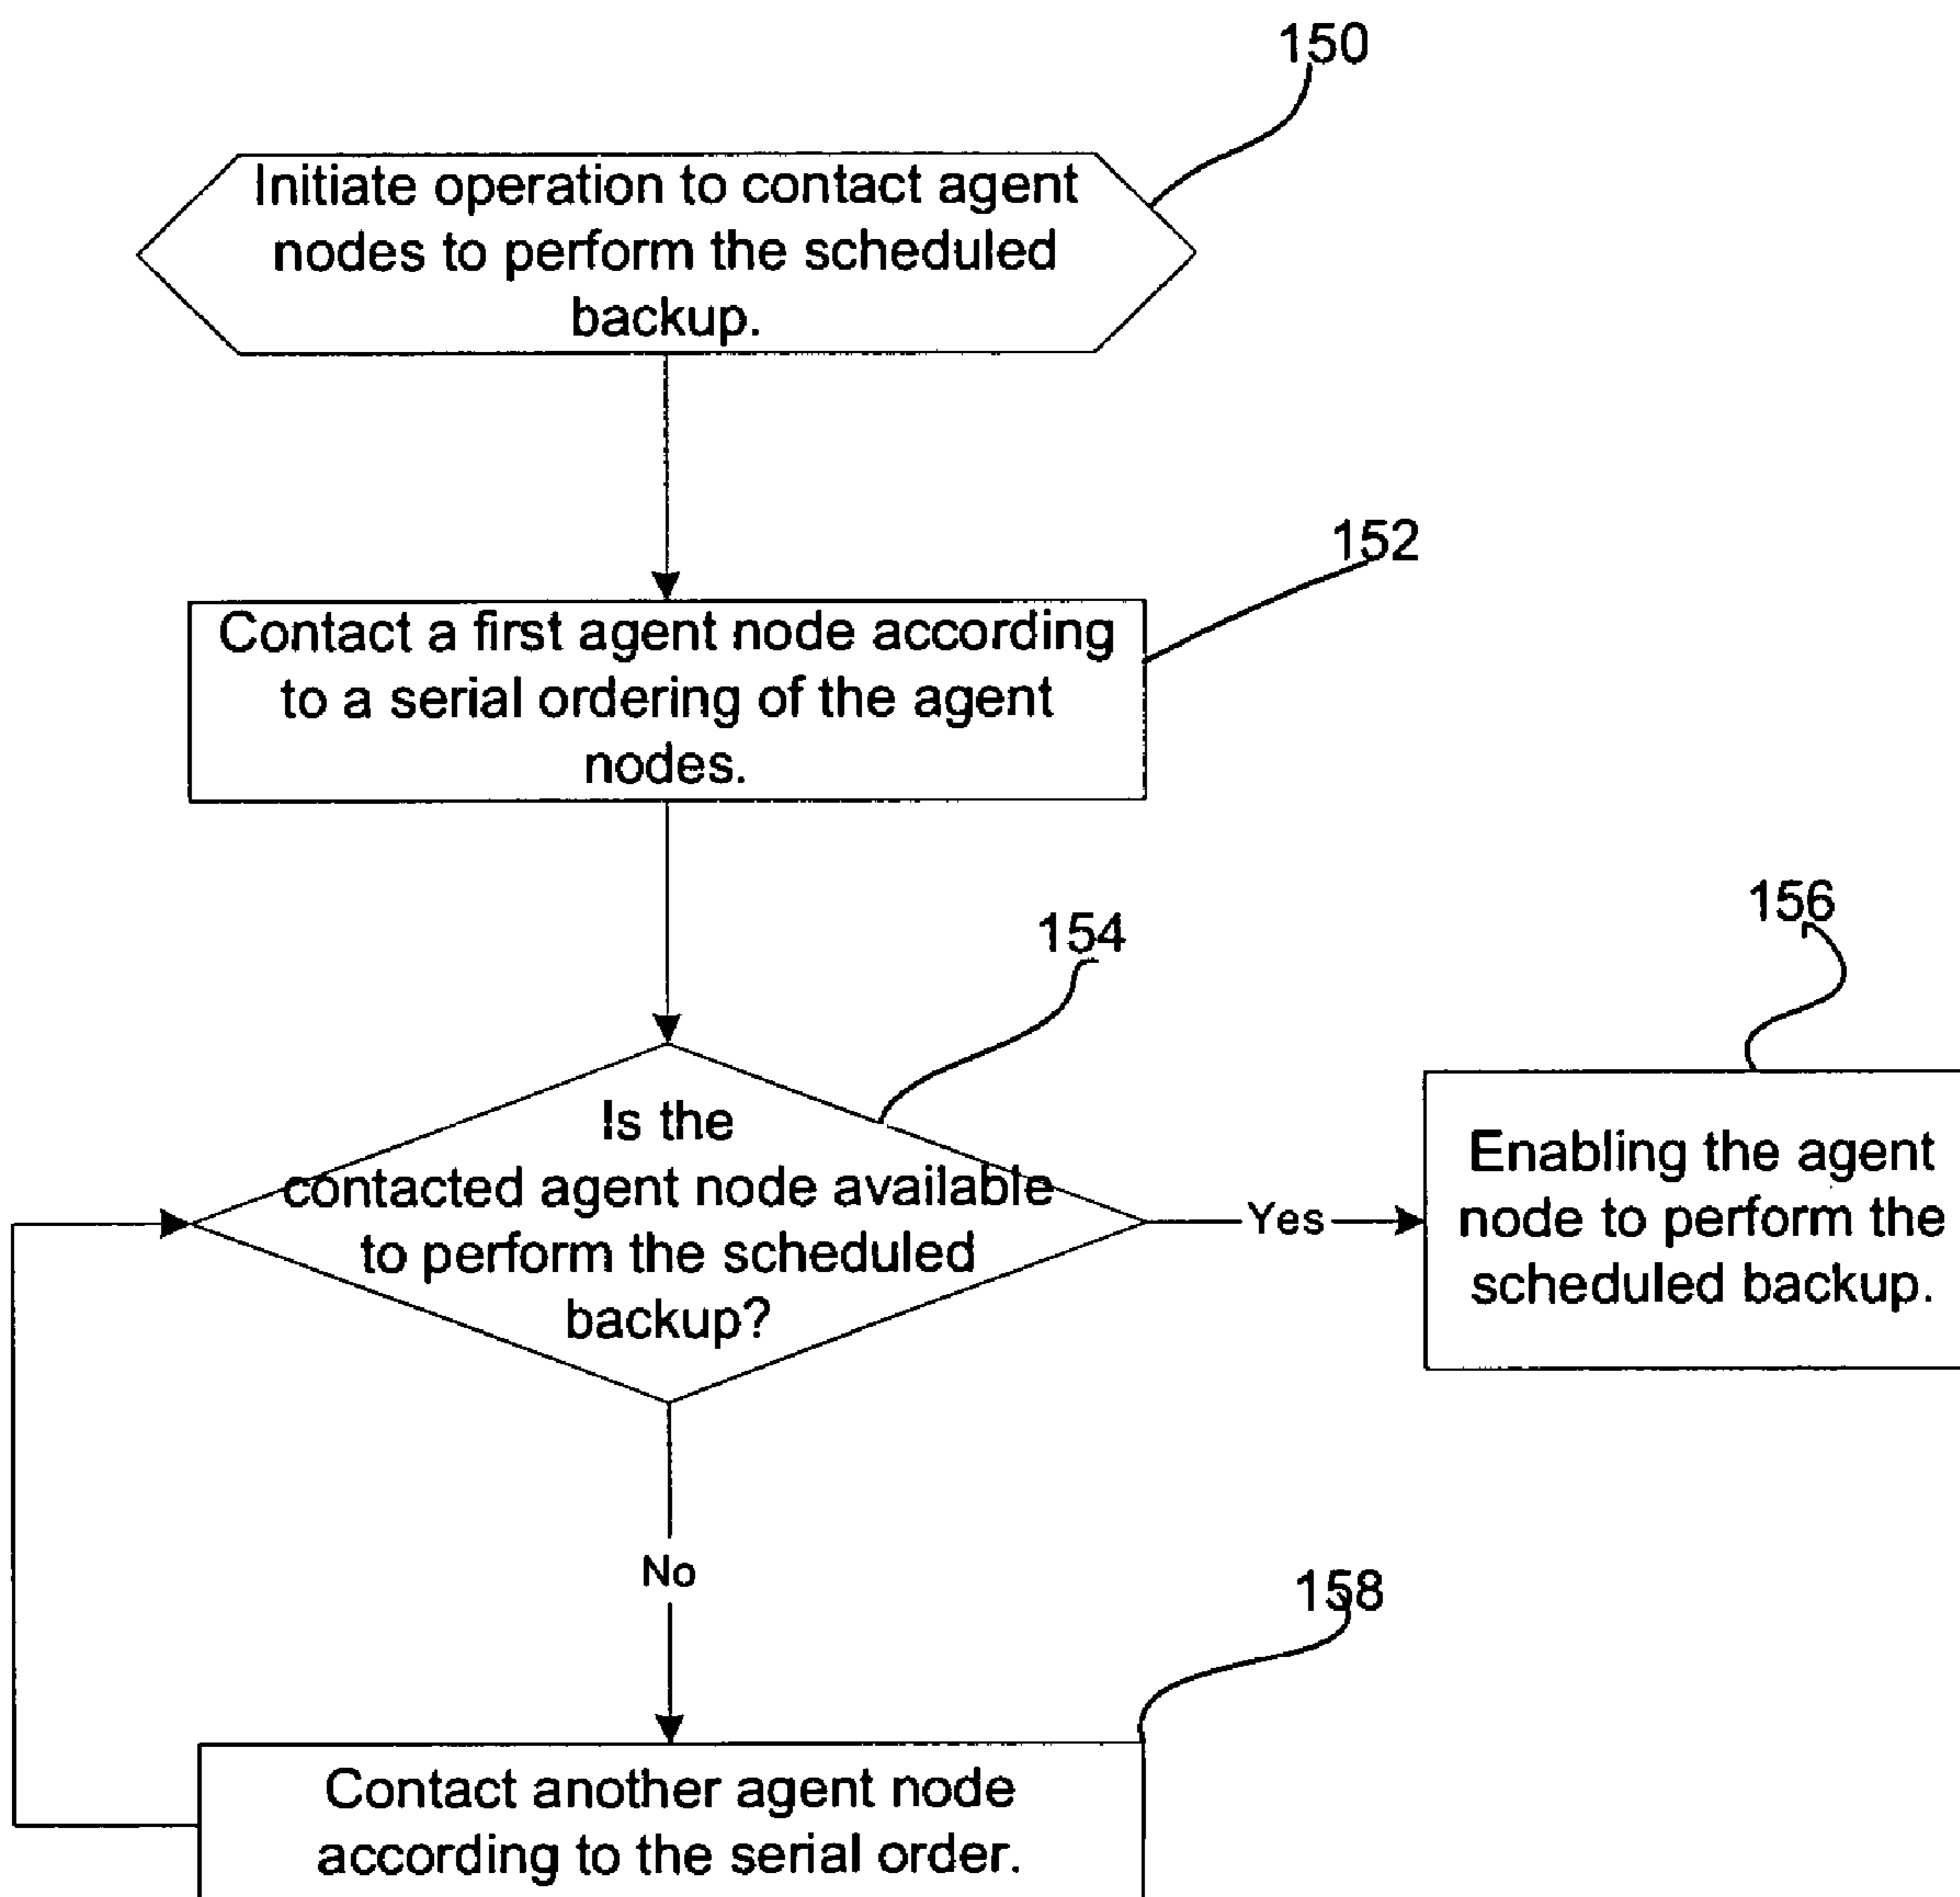 150
Initiate operation to contact agent
nodes to perform the scheduled
backup.
152
Contact a first agent node according
to a serial ordering of the agent
nodes.
154
Is the
contacted agent node available
to perform the scheduled
backup?
Yes
156
Enabling the agent
node to perform the
scheduled backup.
No
158
Contact another agent node
according to the serial order.